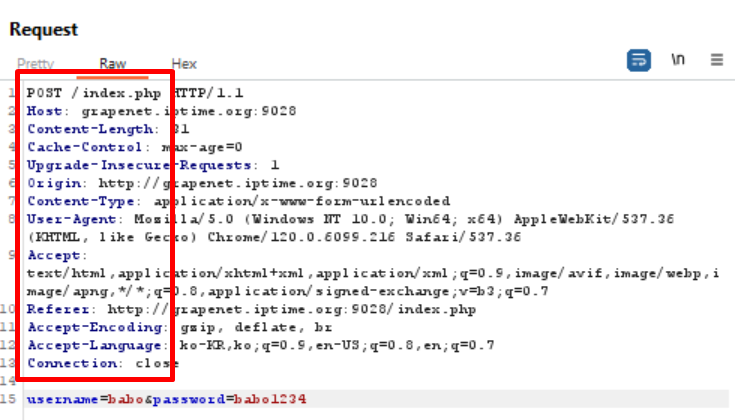 Request
Pretty Raw Hex \n
1 POST /index.php HTTP/1.1
2 Host: grapenet.iptime.org:9028
3 Content-Length: 31
4 Cache-Control: max-age=0
5 Upgrade-Insecure-Requests: 1
6 Origin: http://grapenet.iptime.org:9028
7 Content-Type: application/x-www-form-urlencoded
8 User-Agent: Mozilla/5.0 (Windows NT 10.0; Win64; x64) AppleWebKit/537.36
(KHTML, like Gecko) Chrome/120.0.6099.216 Safari/537.36
9 Accept:
text/html,application/xhtml+xml,application/xml;q=0.9,image/avif,image/webp,i
mage/apng,*/*;q=0.8,application/signed-exchange;v=b3;q=0.7
10 Referer: http://grapenet.iptime.org:9028/index.php
11 Accept-Encoding: gzip, deflate, br
12 Accept-Language: ko-KR,ko;q=0.9,en-US;q=0.8,en;q=0.7
13 Connection: close
14
15 username=babo&password=babo1234